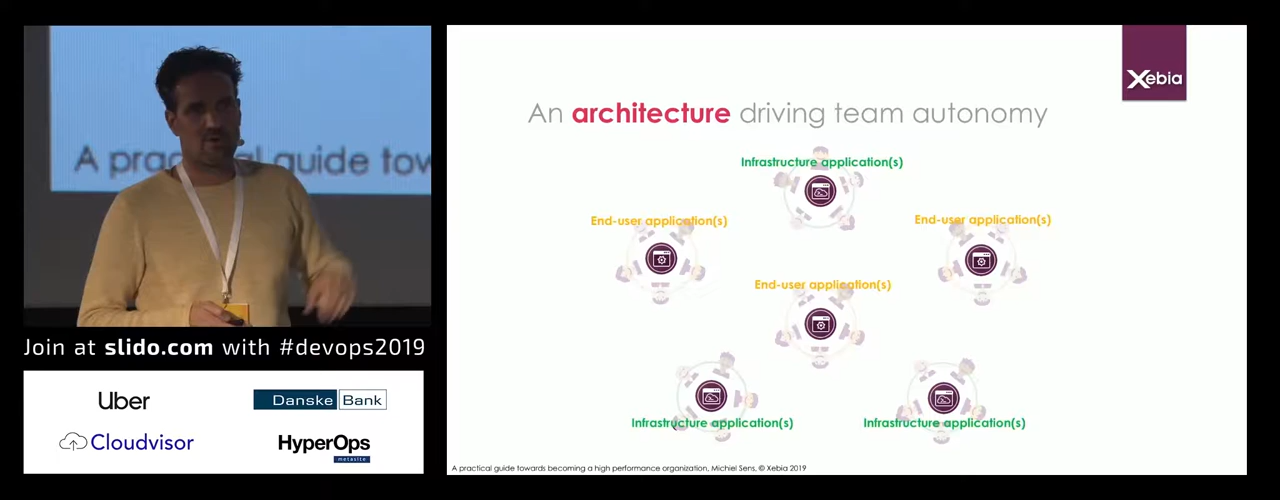 A practical guide tow
Join at slido.com with #devops2019
Uber
Danske Bank
Cloudvisor
HyperOps
metasite
Xebia
An architecture driving team autonomy
Infrastructure application(s)
End-user application(s)
End-user application(s)
End-user application(s)
Infrastructure application(s)
Infrastructure application(s)
A practical guide towards becoming a high performance organization, Michiel Sens, © Xebia 2019